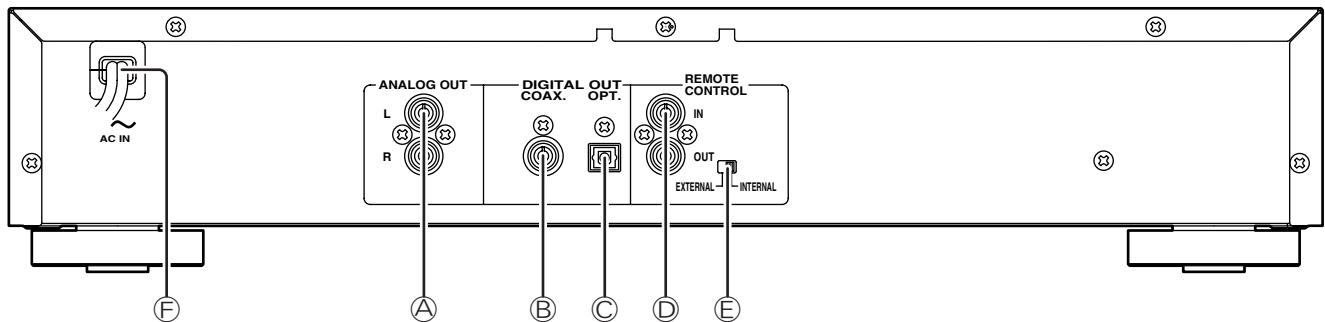 ANALOG OUT
L
R
DIGITAL OUT
COAX. OPT.
REMOTE
CONTROL
IN
OUT
EXTERNAL
INTERNAL
AC IN
Ⓕ
Ⓐ
Ⓑ
Ⓒ
Ⓓ
Ⓔ